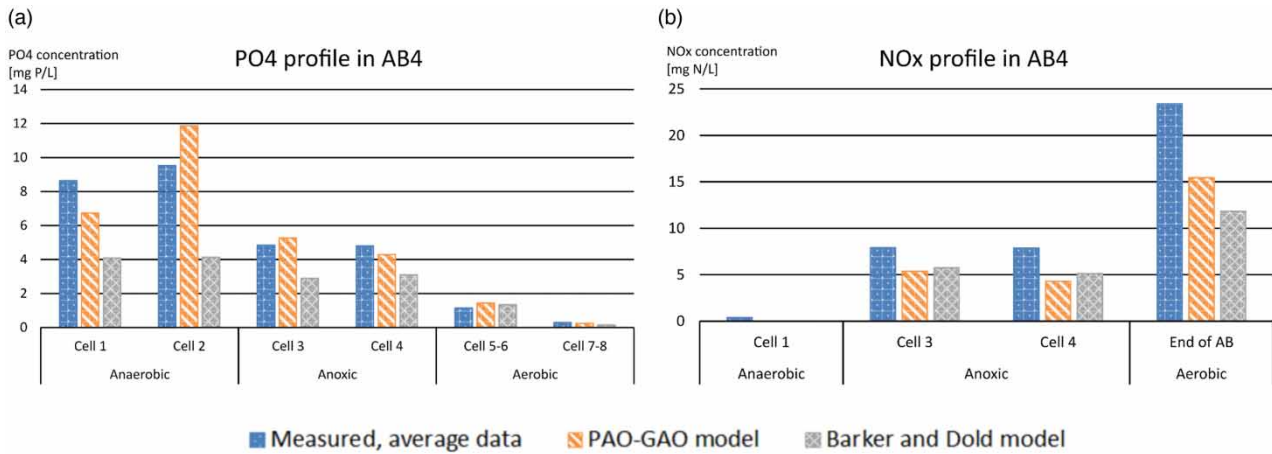 (a)
PO4 concentration
[mg P/L]
PO4 profile in AB4
14
12
10
8
6
4
2
0
Cell 1 Cell 2 Cell 3 Cell 4 Cell 5-6 Cell 7-8
Anaerobic Anoxic Aerobic
(b)
NOx concentration
[mg N/L]
NOx profile in AB4
25
20
15
10
5
0
Cell 1 Cell 3 Cell 4 End of AB
Anaerobic Anoxic Aerobic
Measured, average data PAO-GAO model Barker and Dold model